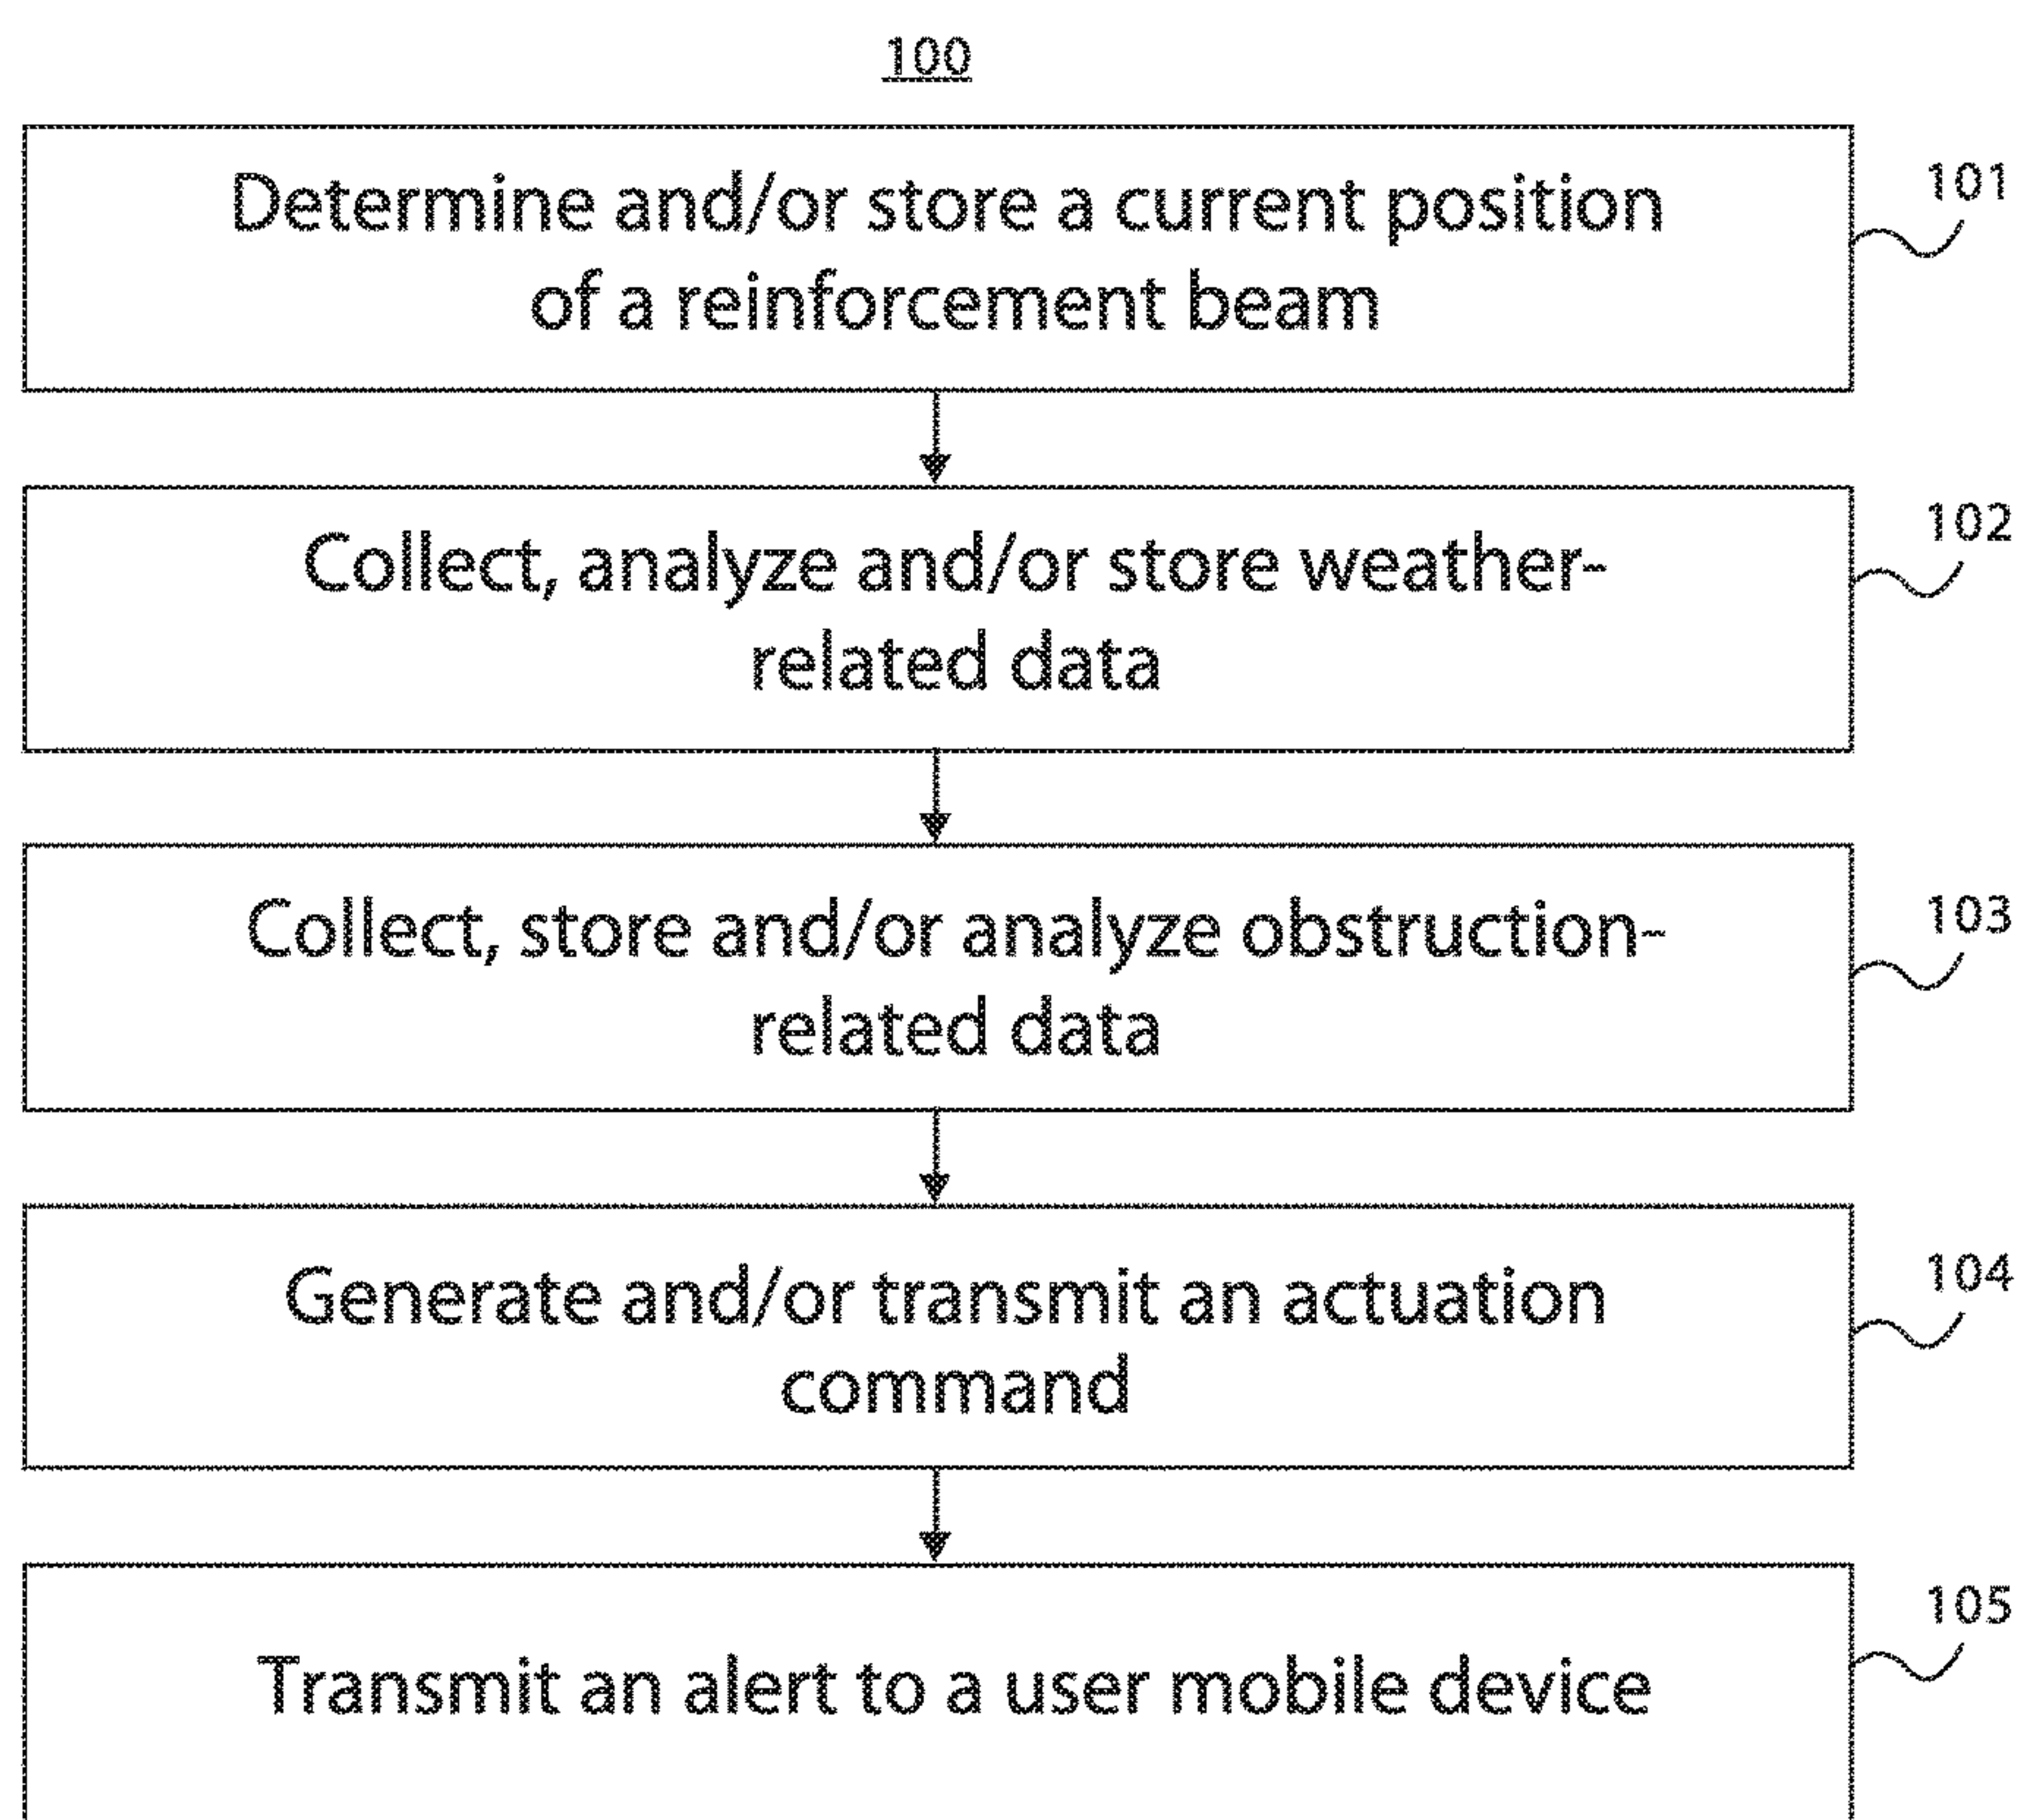 100
Determine and/or store a current position
101
of a reinforcement beam
Collect, analyze and/or store weather-
102
related data
Collect, store and/or analyze obstruction-
103
related data
Generate and/or transmit an actuation
104
command
Transmit an alert to a user mobile device
105